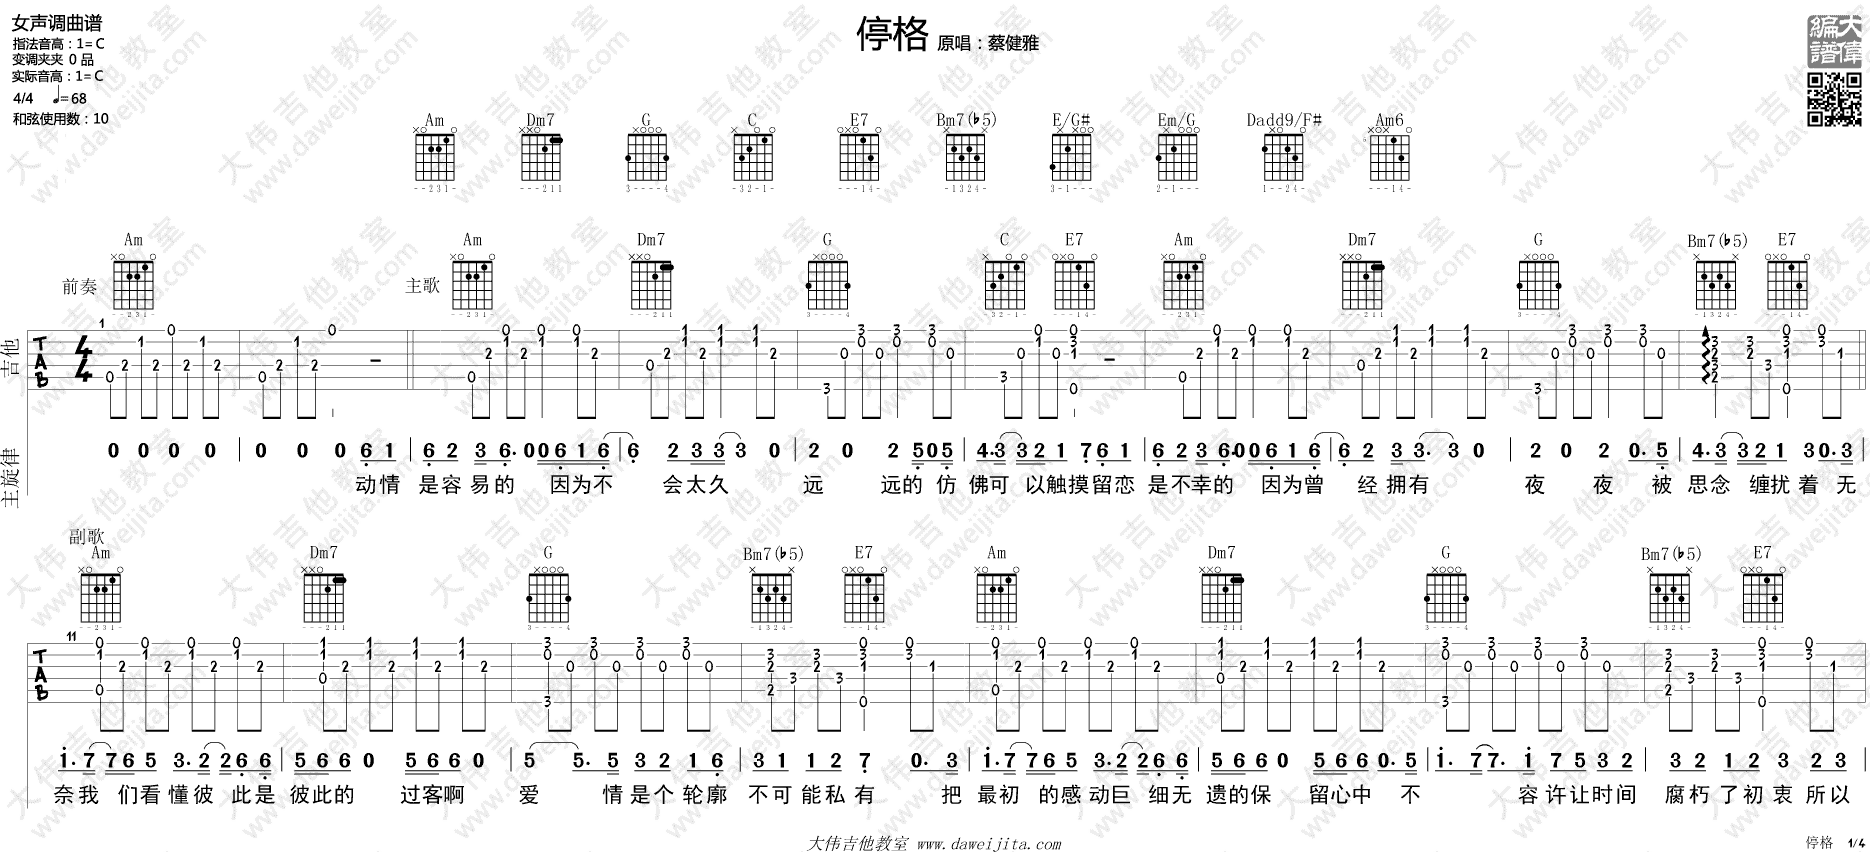 女声调曲谱
指法音高：1=C
变调夹夹 0 品
实际音高：1=C
4/4 ♩=68
和弦使用数：10
停格 原唱：蔡健雅
大偉編譜
Am Dm7 G C E7 Bm7(♭5) E/G# Em/G Dadd9/F# Am6
Am Am Dm7 G C E7 Am Dm7 G Bm7(♭5) E7
前奏 主歌
吉他
主旋律
0 0 0 0 | 0 0 0 6 1 | 6 2 3 6. 0 0 6 1 6 | 6 2 3 3 3 0 | 2 0 2 5 0 5 | 4. 3 3 2 1 7 6 1 | 6 2 3 6. 0 0 6 1 6 | 6 2 3 3. 3 0 | 2 0 2 0. 5 | 4. 3 3 2 1 3 0. 3
动情 是容 易的 因为不 会太久 远 远的 仿 佛可 以触摸留恋 是不幸的 因为曾 经 拥有 夜 夜 被 思念 缠扰着 无
副歌
Am Dm7 G Bm7(♭5) E7 Am Dm7 G Bm7(♭5) E7
11
1. 7 7 6 5 3. 2 2 6 6 | 5 6 6 0 5 6 6 0 | 5 5. 5 3 2 1 6 | 3 1 1 2 7 0. 3 | 1. 7 7 6 5 3. 2 2 6 6 | 5 6 6 0 5 6 6 0. 5 | 1. 7 7. 1 7 5 3 2 | 3 2 1 2 3 2 3
奈我 们看 懂彼 此是 彼此的 过客啊 爱 情是个 轮廓 不可 能私有 把 最初 的感动巨 细无 遗的保 留心中 不 容 许让时间 腐朽 了初衷 所以
大伟吉他教室 www.daweijita.com
停格 1/4